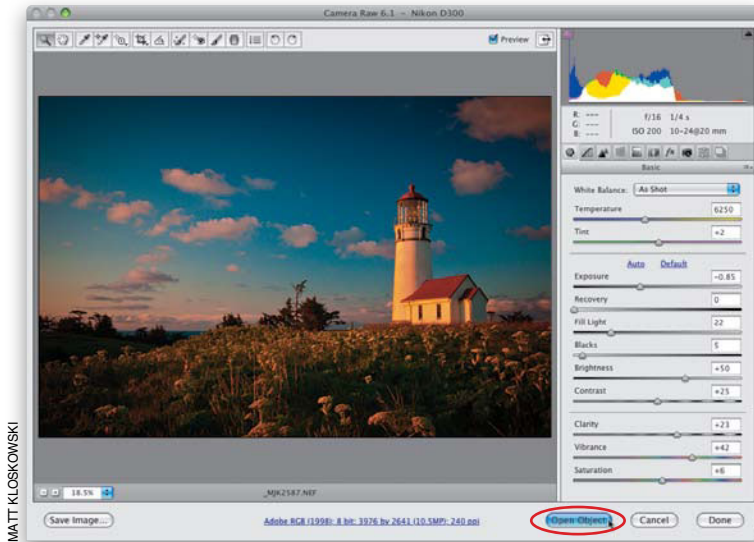 Camera Raw 6.1 – Nikon D300
Preview
R: ---
G: ---
B: ---
f/16 1/4 s
ISO 200 10-24@20 mm
Basic
White Balance: As Shot
Temperature 6250
Tint +2
Auto Default
Exposure -0.85
Recovery 0
Fill Light 22
Blacks 5
Brightness +50
Contrast +25
Clarity +23
Vibrance +42
Saturation +6
18.5%
_MJK2587.NEF
Save Image...
Adobe RGB (1998); 8 bit; 3976 by 2641 (10.5MP); 240 ppi
Open Object
Cancel
Done
MATT KLOSKOWSKI